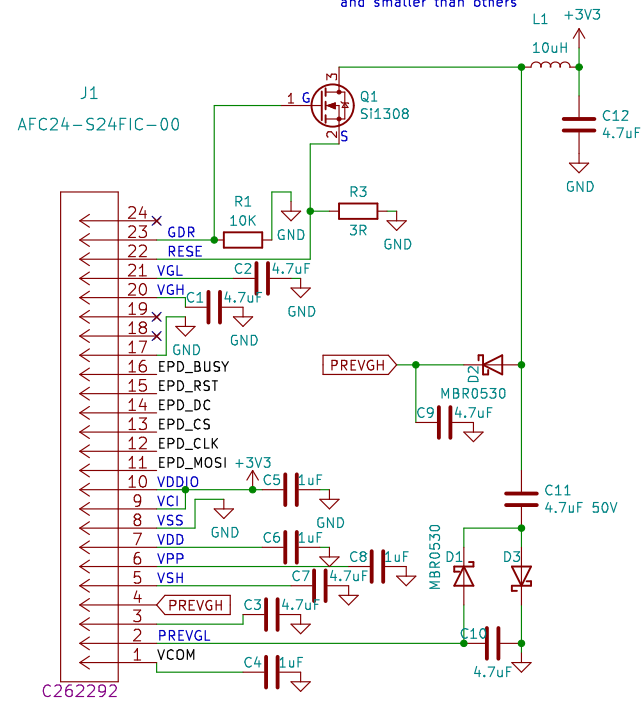 and smaller than others
L1 +3V3
10uH
J1
AFC24-S24FIC-00
3
1 G Q1
Si1308
2 S
C12
4.7uF
GND
R1
10K
GND
R3
3R
GND
24
23 GDR
22 RESE
21 VGL C2 4.7uF
20 VGH C1 4.7uF GND
19
18 GND
17 GND
16 EPD_BUSY
15 EPD_RST
14 EPD_DC
13 EPD_CS
12 EPD_CLK
11 EPD_MOSI +3V3
10 VDDIO C5 1uF
9 VCI
8 VSS GND GND
7 VDD C6 1uF
6 VPP C8 1uF
5 VSH C7 4.7uF
4 PREVGH
3 C3 4.7uF
2 PREVGL
1 VCOM C4 1uF
C262292
PREVGH
D2
MBR0530
C9 4.7uF
C11
4.7uF 50V
MBR0530
D1 D3
C10
4.7uF